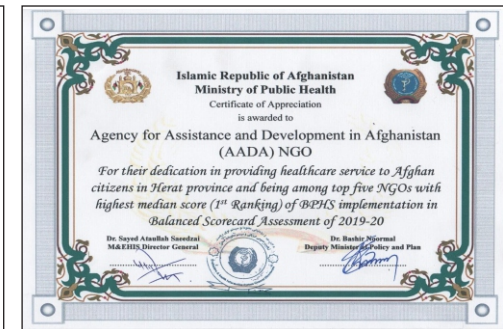 Islamic Republic of Afghanistan
Ministry of Public Health
Certificate of Appreciation
is awarded to
Agency for Assistance and Development in Afghanistan
(AADA) NGO
For their dedication in providing healthcare service to Afghan
citizens in Herat province and being among top five NGOs with
highest median score (1st Ranking) of BPHS implementation in
Balanced Scorecard Assessment of 2019-20
Dr. Sayed Ataullah Saeedzai
M&EHIS Director General
Dr. Bashir Noormal
Deputy Minister of Policy and Plan